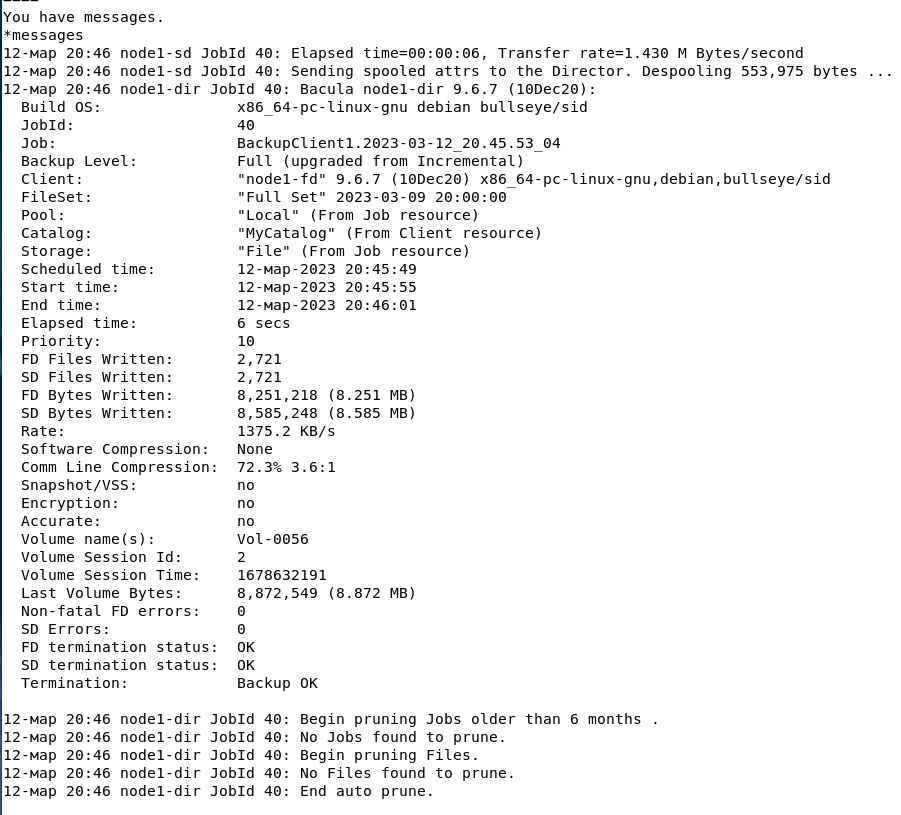 You have messages.
*messages
12-мар 20:46 node1-sd JobId 40: Elapsed time=00:00:06, Transfer rate=1.430 M Bytes/second
12-мар 20:46 node1-sd JobId 40: Sending spooled attrs to the Director. Despooling 553,975 bytes ...
12-мар 20:46 node1-dir JobId 40: Bacula node1-dir 9.6.7 (10Dec20):
  Build OS:               x86_64-pc-linux-gnu debian bullseye/sid
  JobId:                  40
  Job:                    BackupClient1.2023-03-12_20.45.53_04
  Backup Level:           Full (upgraded from Incremental)
  Client:                 "node1-fd" 9.6.7 (10Dec20) x86_64-pc-linux-gnu,debian,bullseye/sid
  FileSet:                "Full Set" 2023-03-09 20:00:00
  Pool:                   "Local" (From Job resource)
  Catalog:                "MyCatalog" (From Client resource)
  Storage:                "File" (From Job resource)
  Scheduled time:         12-мар-2023 20:45:49
  Start time:             12-мар-2023 20:45:55
  End time:               12-мар-2023 20:46:01
  Elapsed time:           6 secs
  Priority:               10
  FD Files Written:       2,721
  SD Files Written:       2,721
  FD Bytes Written:       8,251,218 (8.251 MB)
  SD Bytes Written:       8,585,248 (8.585 MB)
  Rate:                   1375.2 KB/s
  Software Compression:   None
  Comm Line Compression:  72.3% 3.6:1
  Snapshot/VSS:           no
  Encryption:             no
  Accurate:               no
  Volume name(s):         Vol-0056
  Volume Session Id:      2
  Volume Session Time:    1678632191
  Last Volume Bytes:      8,872,549 (8.872 MB)
  Non-fatal FD errors:    0
  SD Errors:              0
  FD termination status:  OK
  SD termination status:  OK
  Termination:            Backup OK

12-мар 20:46 node1-dir JobId 40: Begin pruning Jobs older than 6 months .
12-мар 20:46 node1-dir JobId 40: No Jobs found to prune.
12-мар 20:46 node1-dir JobId 40: Begin pruning Files.
12-мар 20:46 node1-dir JobId 40: No Files found to prune.
12-мар 20:46 node1-dir JobId 40: End auto prune.